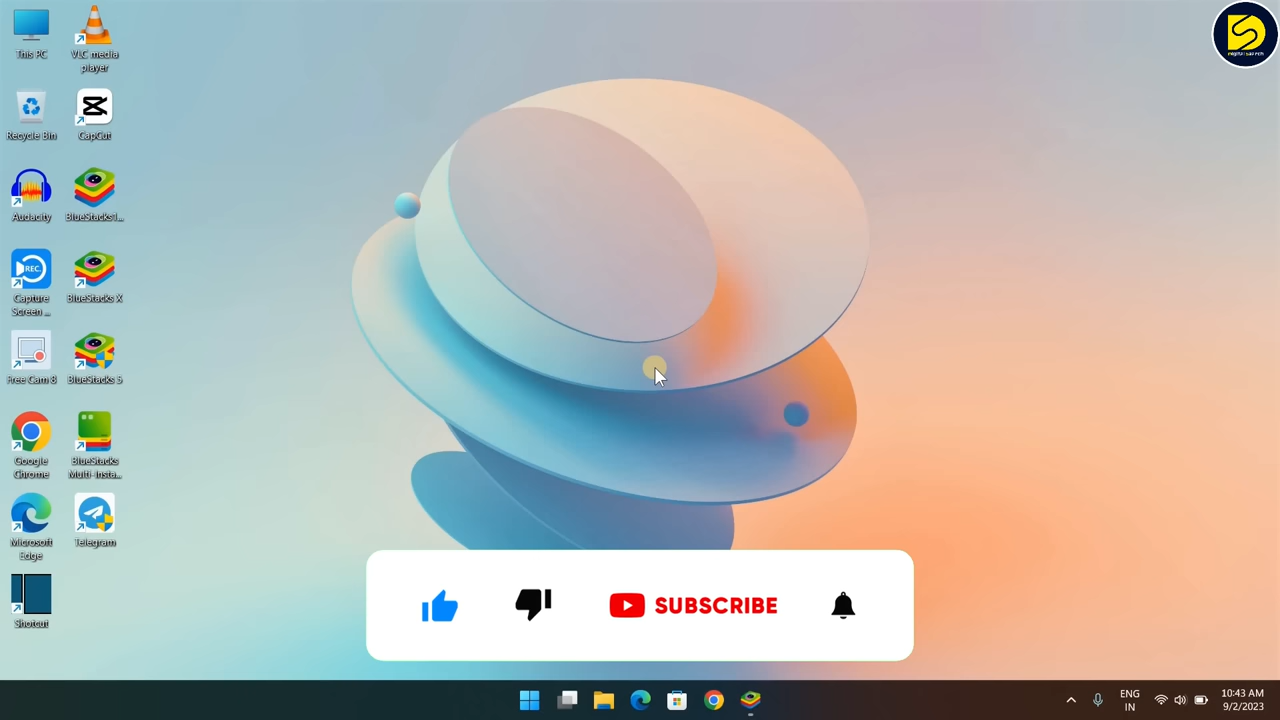 This PC
VLC media
player
Recycle Bin
CapCut
Audacity
BlueStacks I...
Capture
Screen ...
REC.
BlueStacks X
Free Cam 8
BlueStacks 5
Google
Chrome
BlueStacks
Multi-Insta...
Microsoft
Edge
Telegram
Shotcut
SUBSCRIBE
ENG
IN
10:43 AM
9/2/2023